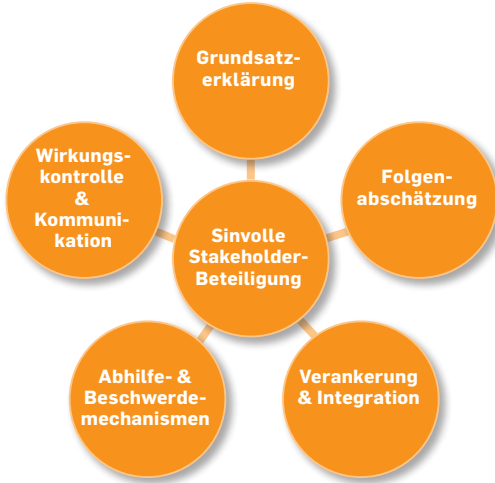 Grundsatz-
erklärung
Folgen-
abschätzung
Verankerung
& Integration
Abhilfe- &
Beschwerde-
mechanismen
Wirkungs-
kontrolle
&
Kommuni-
kation
Sinvolle
Stakeholder-
Beteiligung